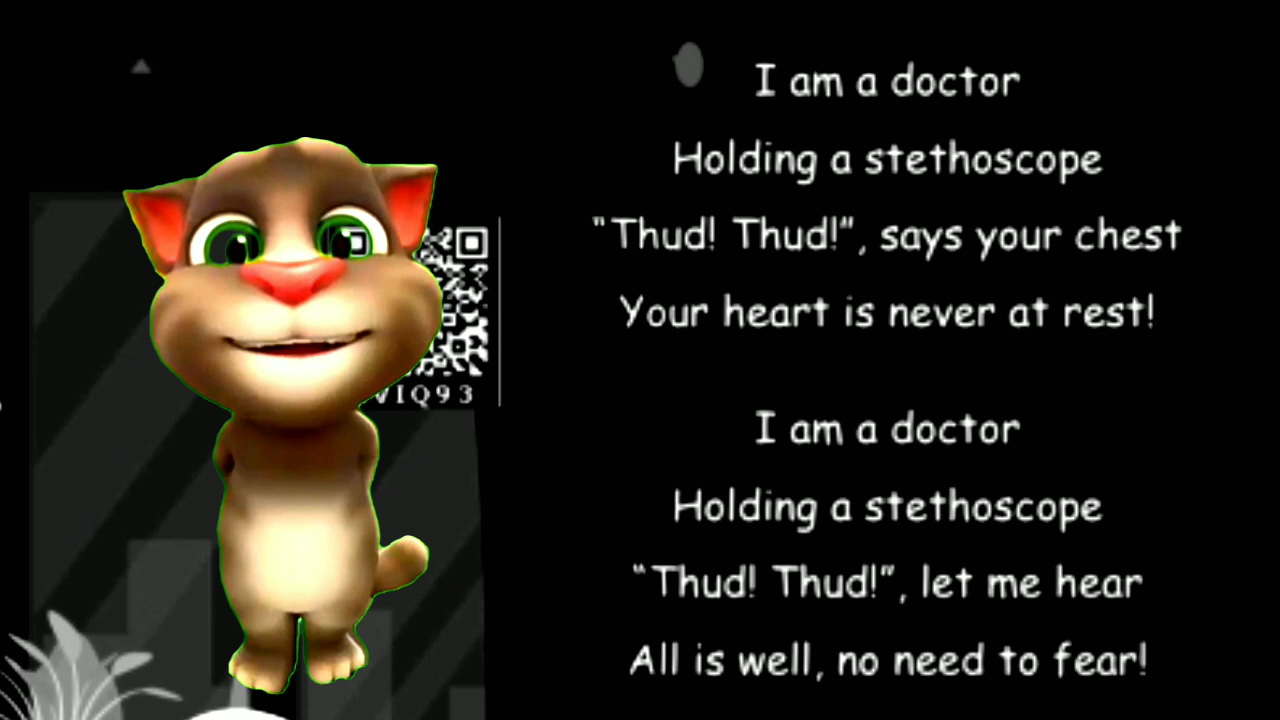 I am a doctor
Holding a stethoscope
“Thud! Thud!”, says your chest
Your heart is never at rest!
I am a doctor
Holding a stethoscope
“Thud! Thud!”, let me hear
All is well, no need to fear!
VIQ93